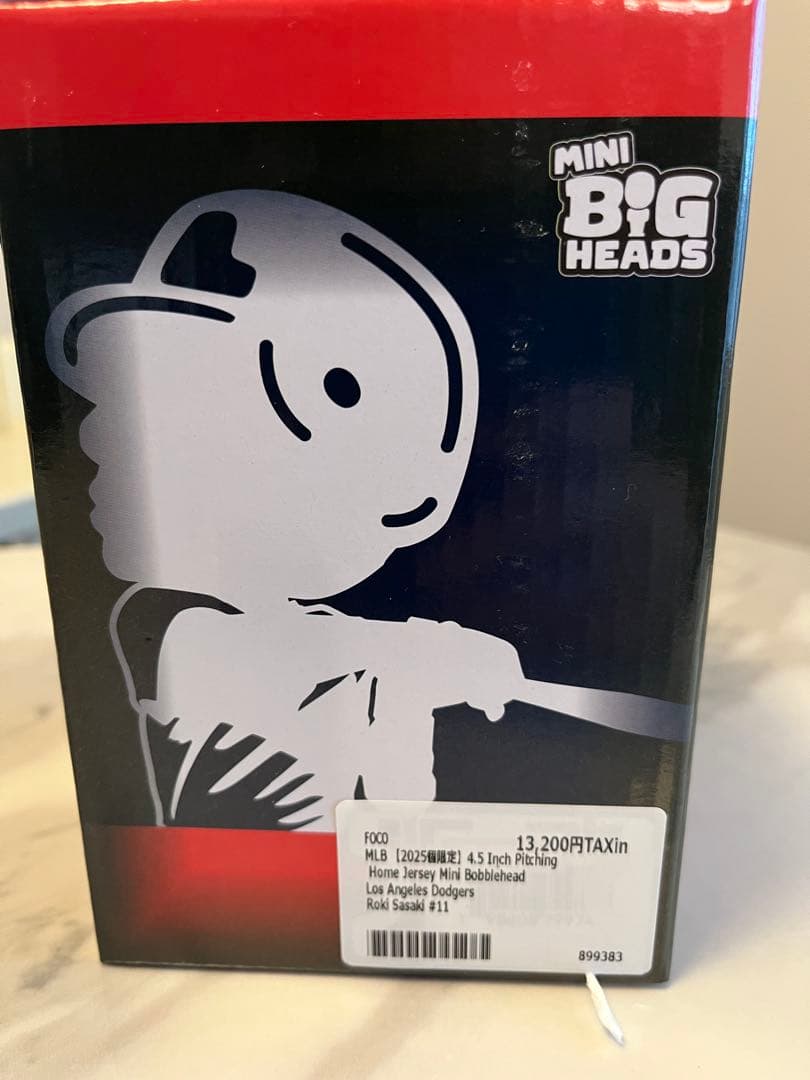 MINI
BIG
HEADS
FOCO
13,200円TAXin
MLB【2025個限定】4.5 Inch Pitching
Home Jersey Mini Bobblehead
Los Angeles Dodgers
Roki Sasaki #11
899383